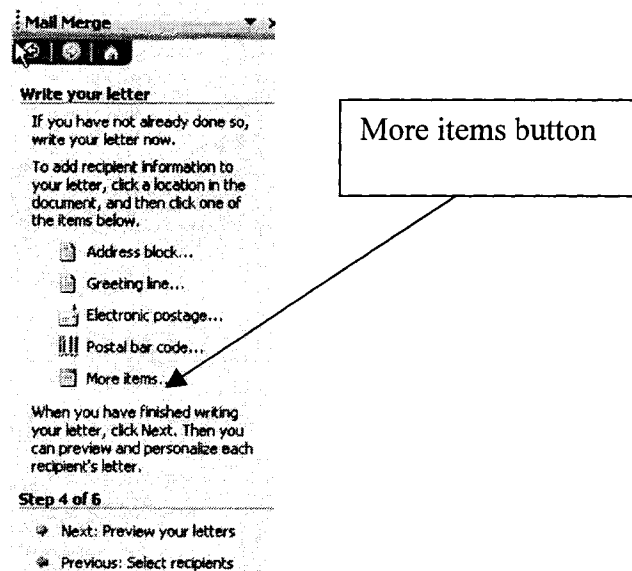 Mail Merge
Write your letter
If you have not already done so,
write your letter now.
To add recipient information to
your letter, click a location in the
document, and then click one of
the items below.
Address block...
Greeting line...
Electronic postage...
Postal bar code...
More items...
When you have finished writing
your letter, click Next. Then you
can preview and personalize each
recipient's letter.
Step 4 of 6
Next: Preview your letters
Previous: Select recipients
More items button